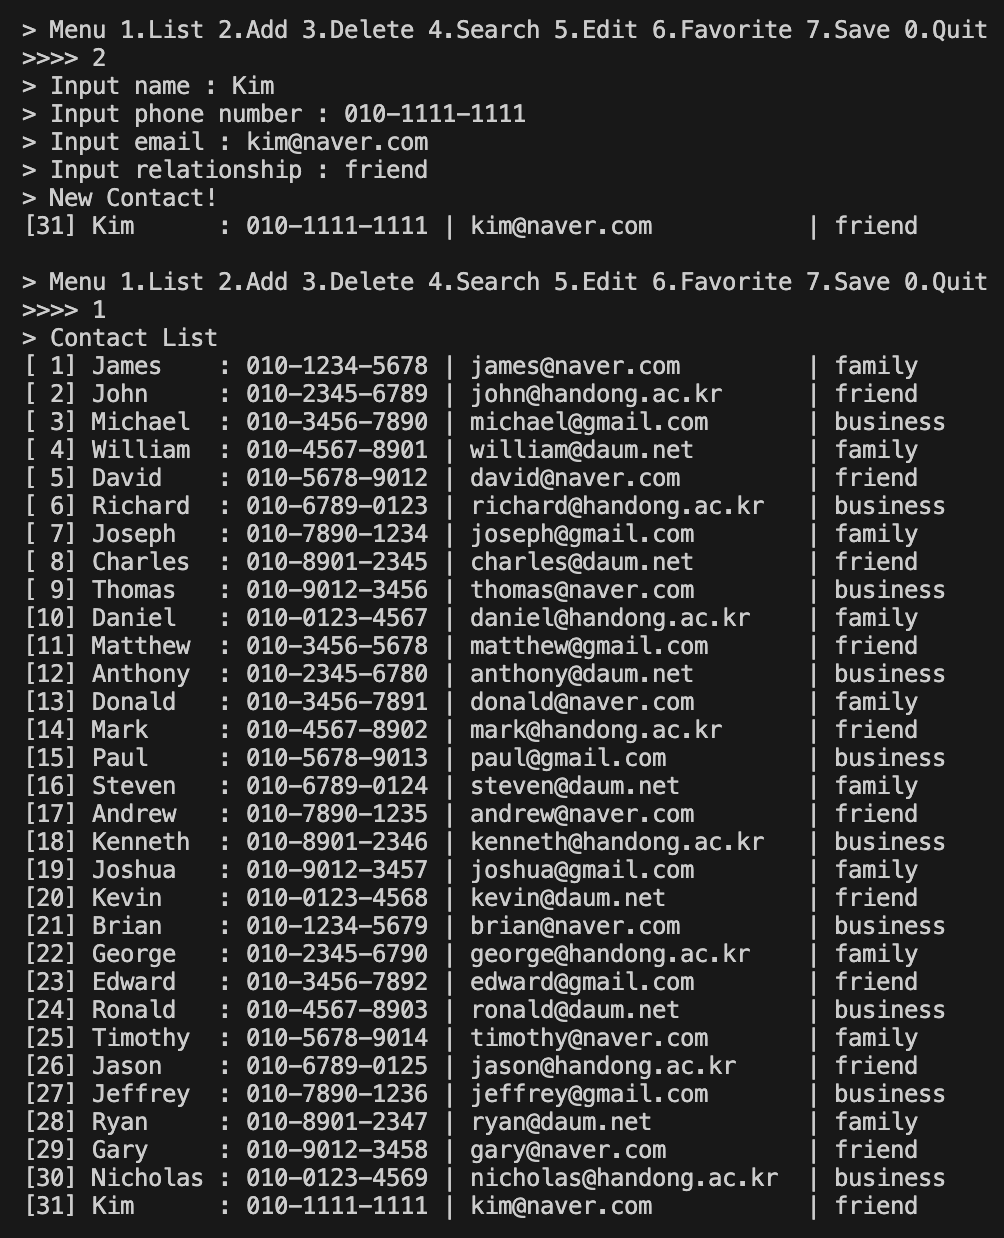 > Menu 1.List 2.Add 3.Delete 4.Search 5.Edit 6.Favorite 7.Save 0.Quit
>>>> 2
> Input name : Kim
> Input phone number : 010-1111-1111
> Input email : kim@naver.com
> Input relationship : friend
> New Contact!
[31] Kim      : 010-1111-1111 | kim@naver.com           | friend

> Menu 1.List 2.Add 3.Delete 4.Search 5.Edit 6.Favorite 7.Save 0.Quit
>>>> 1
> Contact List
[ 1] James    : 010-1234-5678 | james@naver.com         | family
[ 2] John     : 010-2345-6789 | john@handong.ac.kr      | friend
[ 3] Michael  : 010-3456-7890 | michael@gmail.com       | business
[ 4] William  : 010-4567-8901 | william@daum.net        | family
[ 5] David    : 010-5678-9012 | david@naver.com         | friend
[ 6] Richard  : 010-6789-0123 | richard@handong.ac.kr   | business
[ 7] Joseph   : 010-7890-1234 | joseph@gmail.com        | family
[ 8] Charles  : 010-8901-2345 | charles@daum.net        | friend
[ 9] Thomas   : 010-9012-3456 | thomas@naver.com        | business
[10] Daniel   : 010-0123-4567 | daniel@handong.ac.kr    | family
[11] Matthew  : 010-3456-5678 | matthew@gmail.com       | friend
[12] Anthony  : 010-2345-6780 | anthony@daum.net        | business
[13] Donald   : 010-3456-7891 | donald@naver.com        | family
[14] Mark     : 010-4567-8902 | mark@handong.ac.kr      | friend
[15] Paul     : 010-5678-9013 | paul@gmail.com          | business
[16] Steven   : 010-6789-0124 | steven@daum.net         | family
[17] Andrew   : 010-7890-1235 | andrew@naver.com        | friend
[18] Kenneth  : 010-8901-2346 | kenneth@handong.ac.kr   | business
[19] Joshua   : 010-9012-3457 | joshua@gmail.com        | family
[20] Kevin    : 010-0123-4568 | kevin@daum.net          | friend
[21] Brian    : 010-1234-5679 | brian@naver.com         | business
[22] George   : 010-2345-6790 | george@handong.ac.kr    | family
[23] Edward   : 010-3456-7892 | edward@gmail.com        | friend
[24] Ronald   : 010-4567-8903 | ronald@daum.net         | business
[25] Timothy  : 010-5678-9014 | timothy@naver.com       | family
[26] Jason    : 010-6789-0125 | jason@handong.ac.kr     | friend
[27] Jeffrey  : 010-7890-1236 | jeffrey@gmail.com       | business
[28] Ryan     : 010-8901-2347 | ryan@daum.net           | family
[29] Gary     : 010-9012-3458 | gary@naver.com          | friend
[30] Nicholas : 010-0123-4569 | nicholas@handong.ac.kr  | business
[31] Kim      : 010-1111-1111 | kim@naver.com           | friend